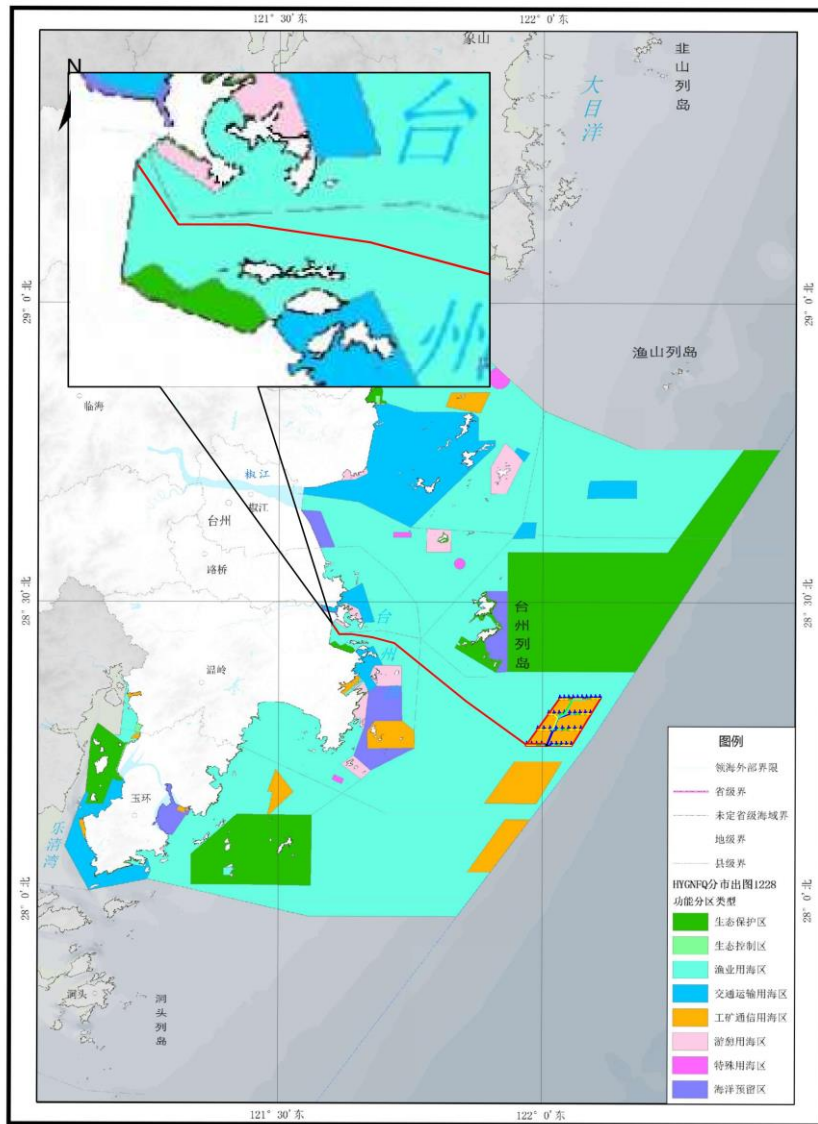 121° 30′ 东
122° 0′ 东
N
象山
韭山列岛
大目洋
台
州
29° 0′ 北
29° 0′ 北
渔山列岛
临海
椒江
台州
椒江
路桥
28° 30′ 北
28° 30′ 北
台
州
台州列岛
温岭
玉环
乐清湾
28° 0′ 北
28° 0′ 北
洞头
洞头列岛
图例
领海外部界限
省级界
未定省级海域界
地级界
县级界
HYGNFQ分市出图1228
功能分区类型
生态保护区
生态控制区
渔业用海区
交通运输用海区
工矿通信用海区
游憩用海区
特殊用海区
海洋预留区
121° 30′ 东
122° 0′ 东